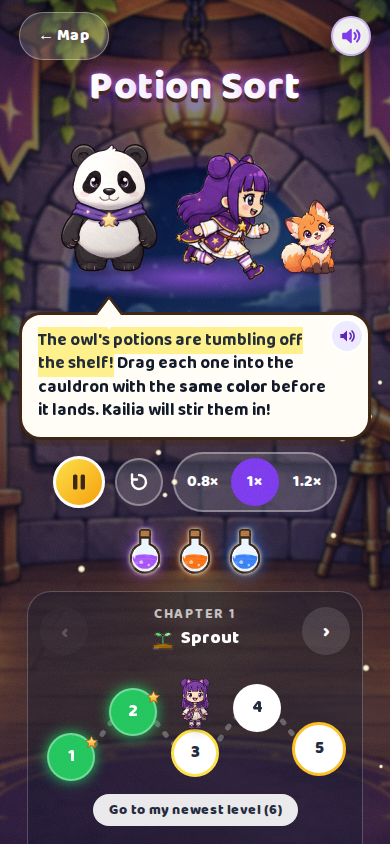 ← Map
Potion Sort
The owl's potions are tumbling off
the shelf! Drag each one into the
cauldron with the same color before
it lands. Kailia will stir them in!
0.8× 1× 1.2×
CHAPTER 1
‹ Sprout ›
1 2 3 4 5
Go to my newest level (6)